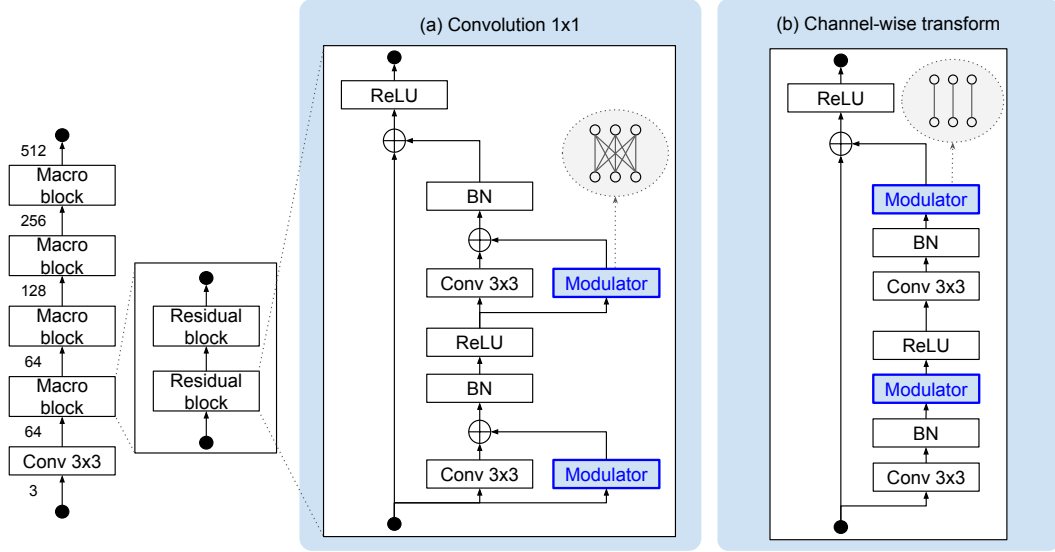 (a) Convolution 1x1
(b) Channel-wise transform
512
Macro
block
256
Macro
block
128
Macro
block
64
Macro
block
64
Conv 3x3
3
Residual
block
Residual
block
ReLU
BN
Conv 3x3
Modulator
ReLU
BN
Conv 3x3
Modulator
ReLU
Modulator
BN
Conv 3x3
ReLU
Modulator
BN
Conv 3x3